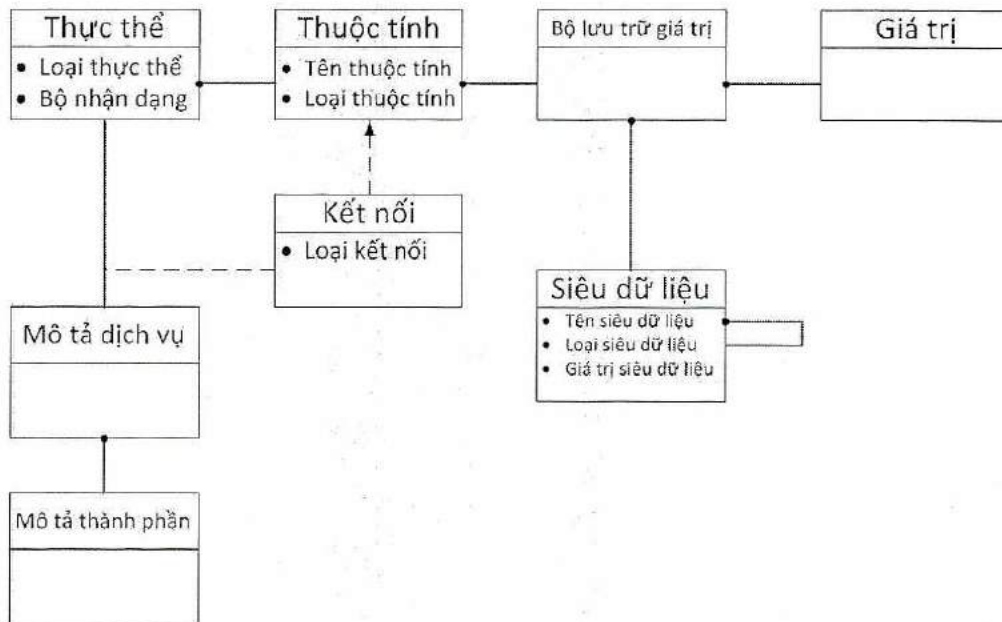 Thực thể
• Loại thực thể
• Bộ nhận dạng
Thuộc tính
• Tên thuộc tính
• Loại thuộc tính
Bộ lưu trữ giá trị
Giá trị
Kết nối
• Loại kết nối
Siêu dữ liệu
• Tên siêu dữ liệu
• Loại siêu dữ liệu
• Giá trị siêu dữ liệu
Mô tả dịch vụ
Mô tả thành phần